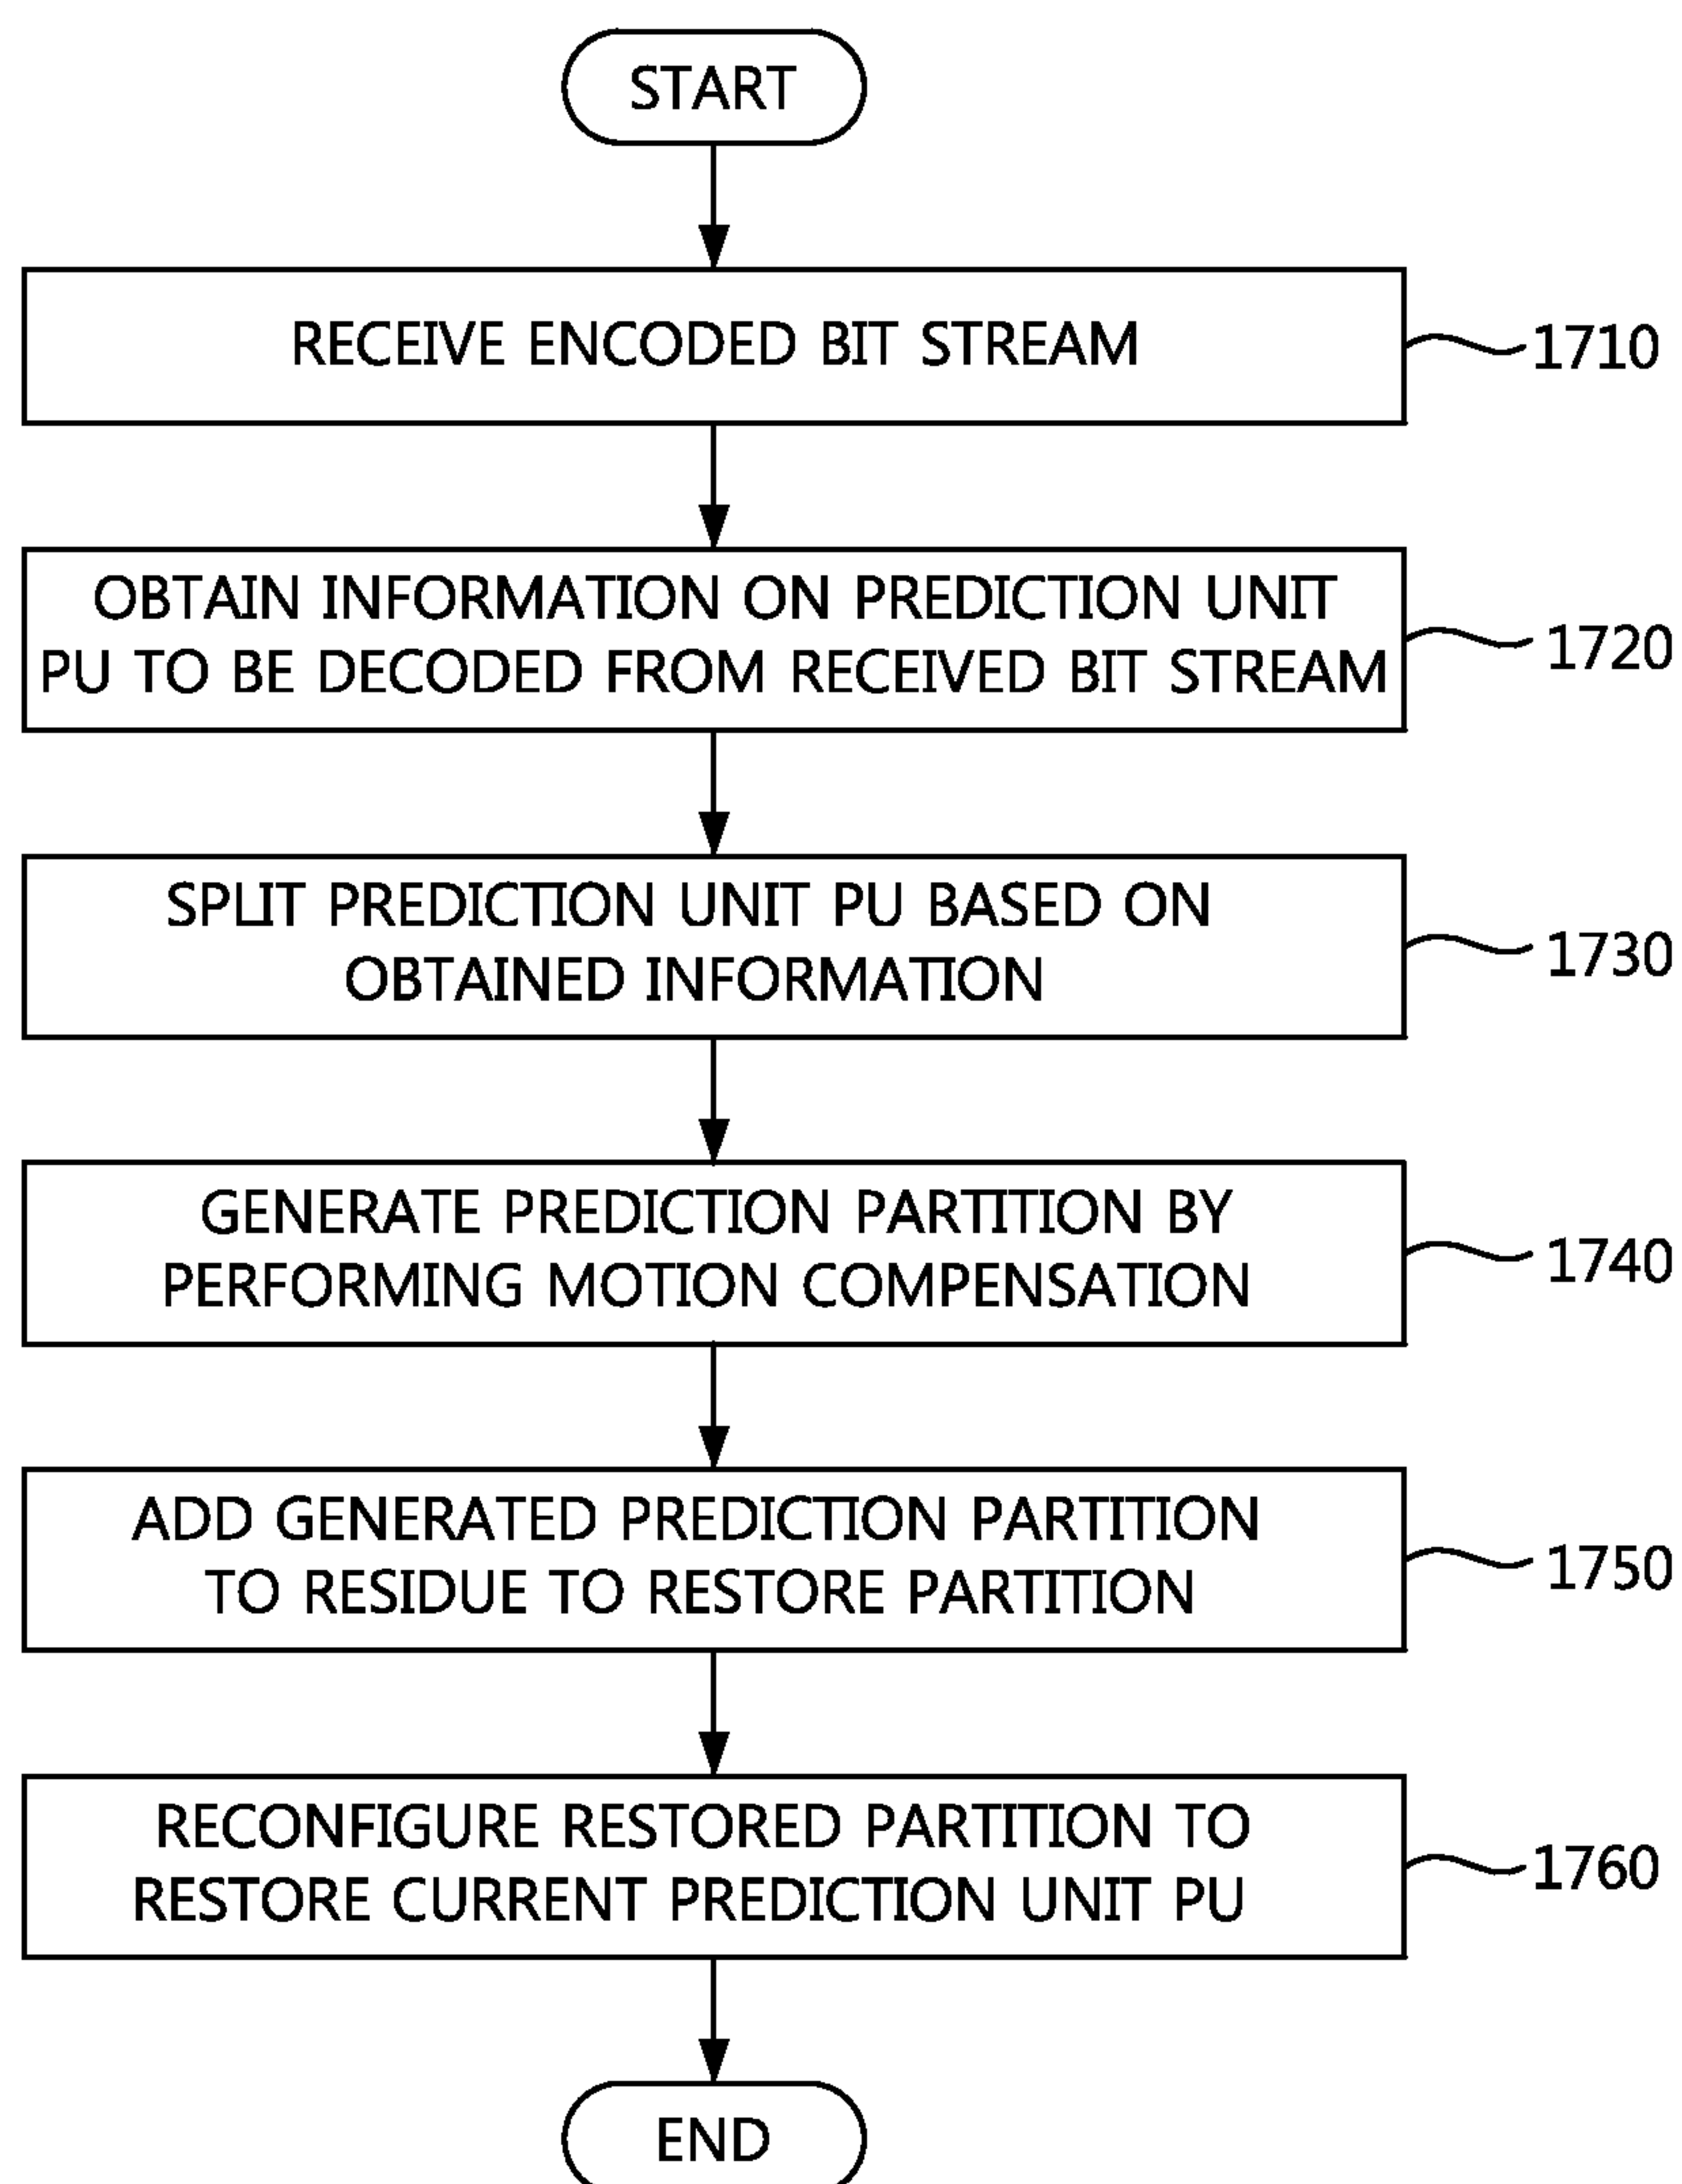 START
RECEIVE ENCODED BIT STREAM
1710
OBTAIN INFORMATION ON PREDICTION UNIT
PU TO BE DECODED FROM RECEIVED BIT STREAM
1720
SPLIT PREDICTION UNIT PU BASED ON
OBTAINED INFORMATION
1730
GENERATE PREDICTION PARTITION BY
PERFORMING MOTION COMPENSATION
1740
ADD GENERATED PREDICTION PARTITION
TO RESIDUE TO RESTORE PARTITION
1750
RECONFIGURE RESTORED PARTITION TO
RESTORE CURRENT PREDICTION UNIT PU
1760
END